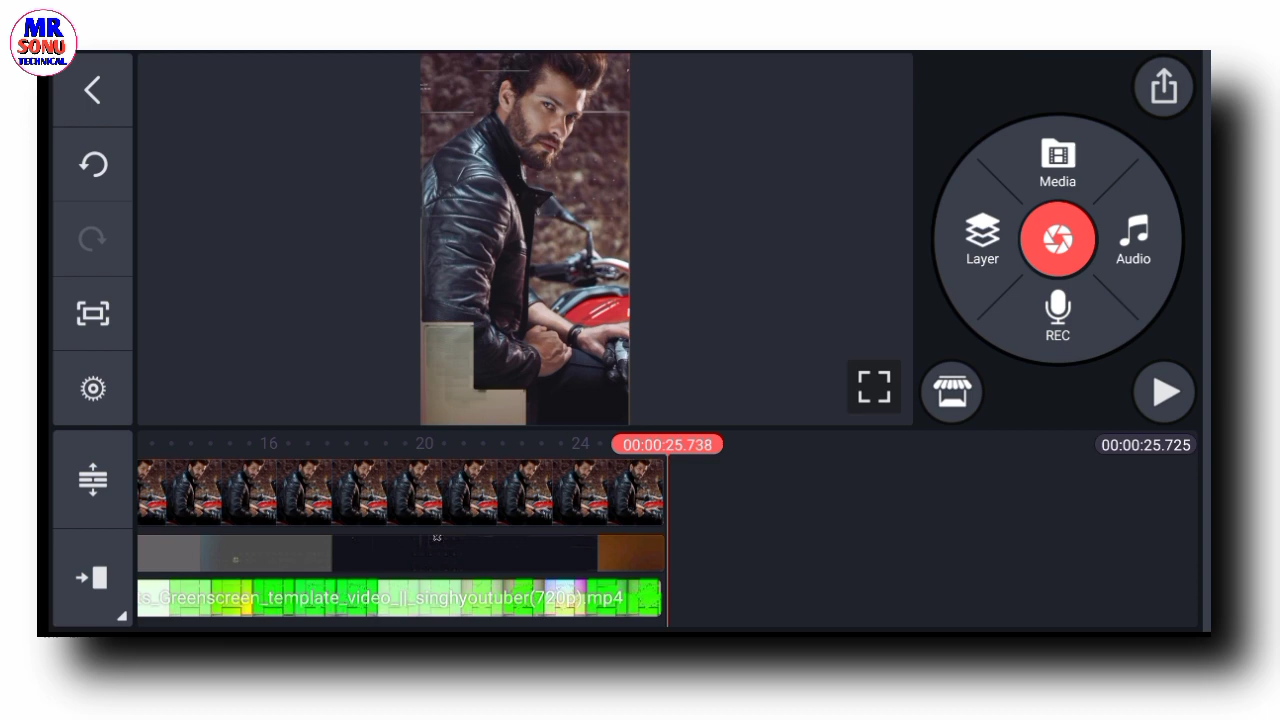 MR
SONU
TECHNICAL
Media
Layer
Audio
REC
16
20
24
00:00:25.738
00:00:25.725
s_Greenscreen_template_video_||_singhyoutuber(720p).mp4